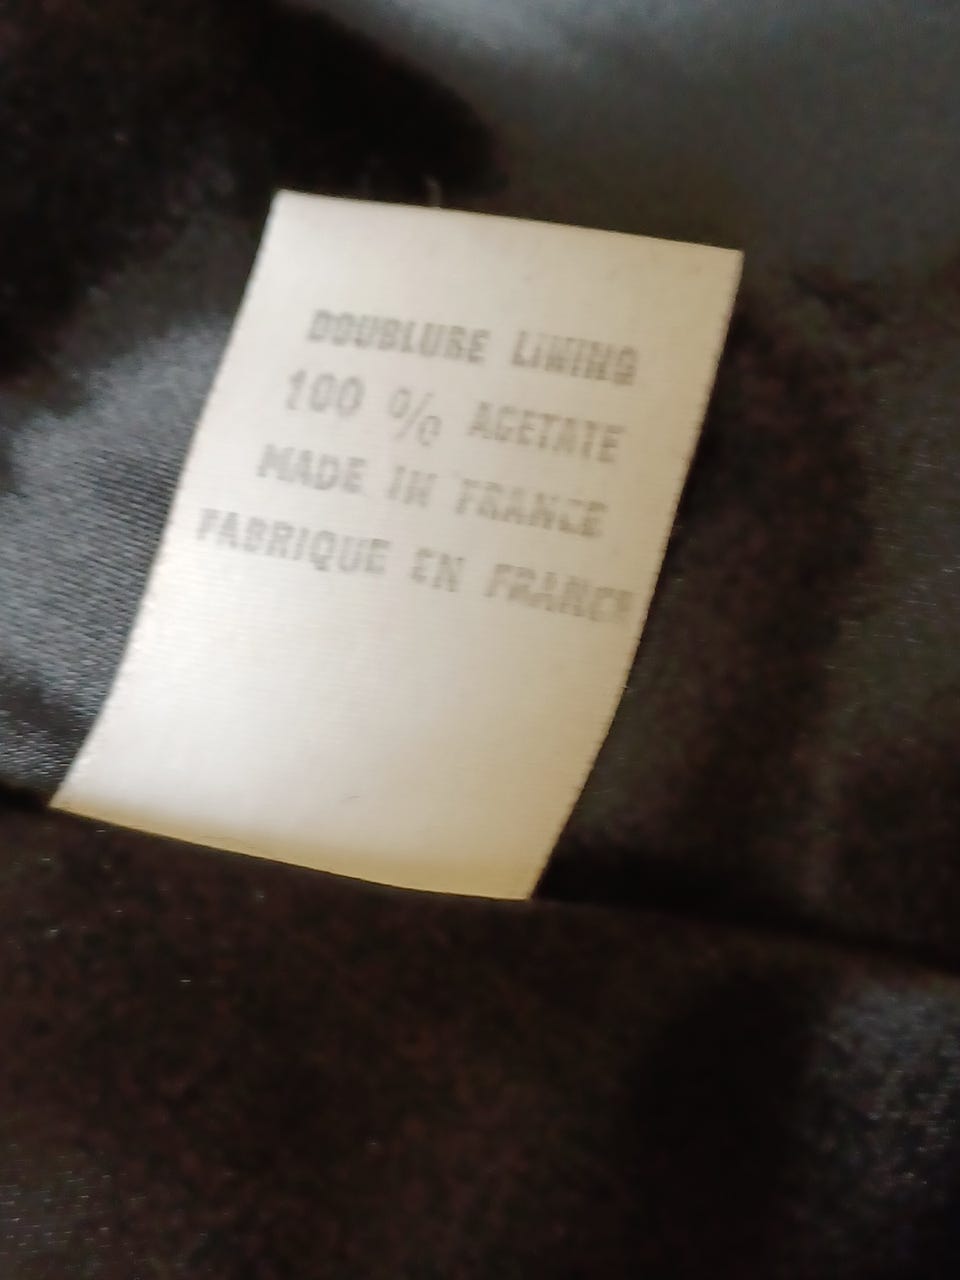 DOUBLURE LINING
100 % ACETATE
MADE IN FRANCE
FABRIQUE EN FRANCE